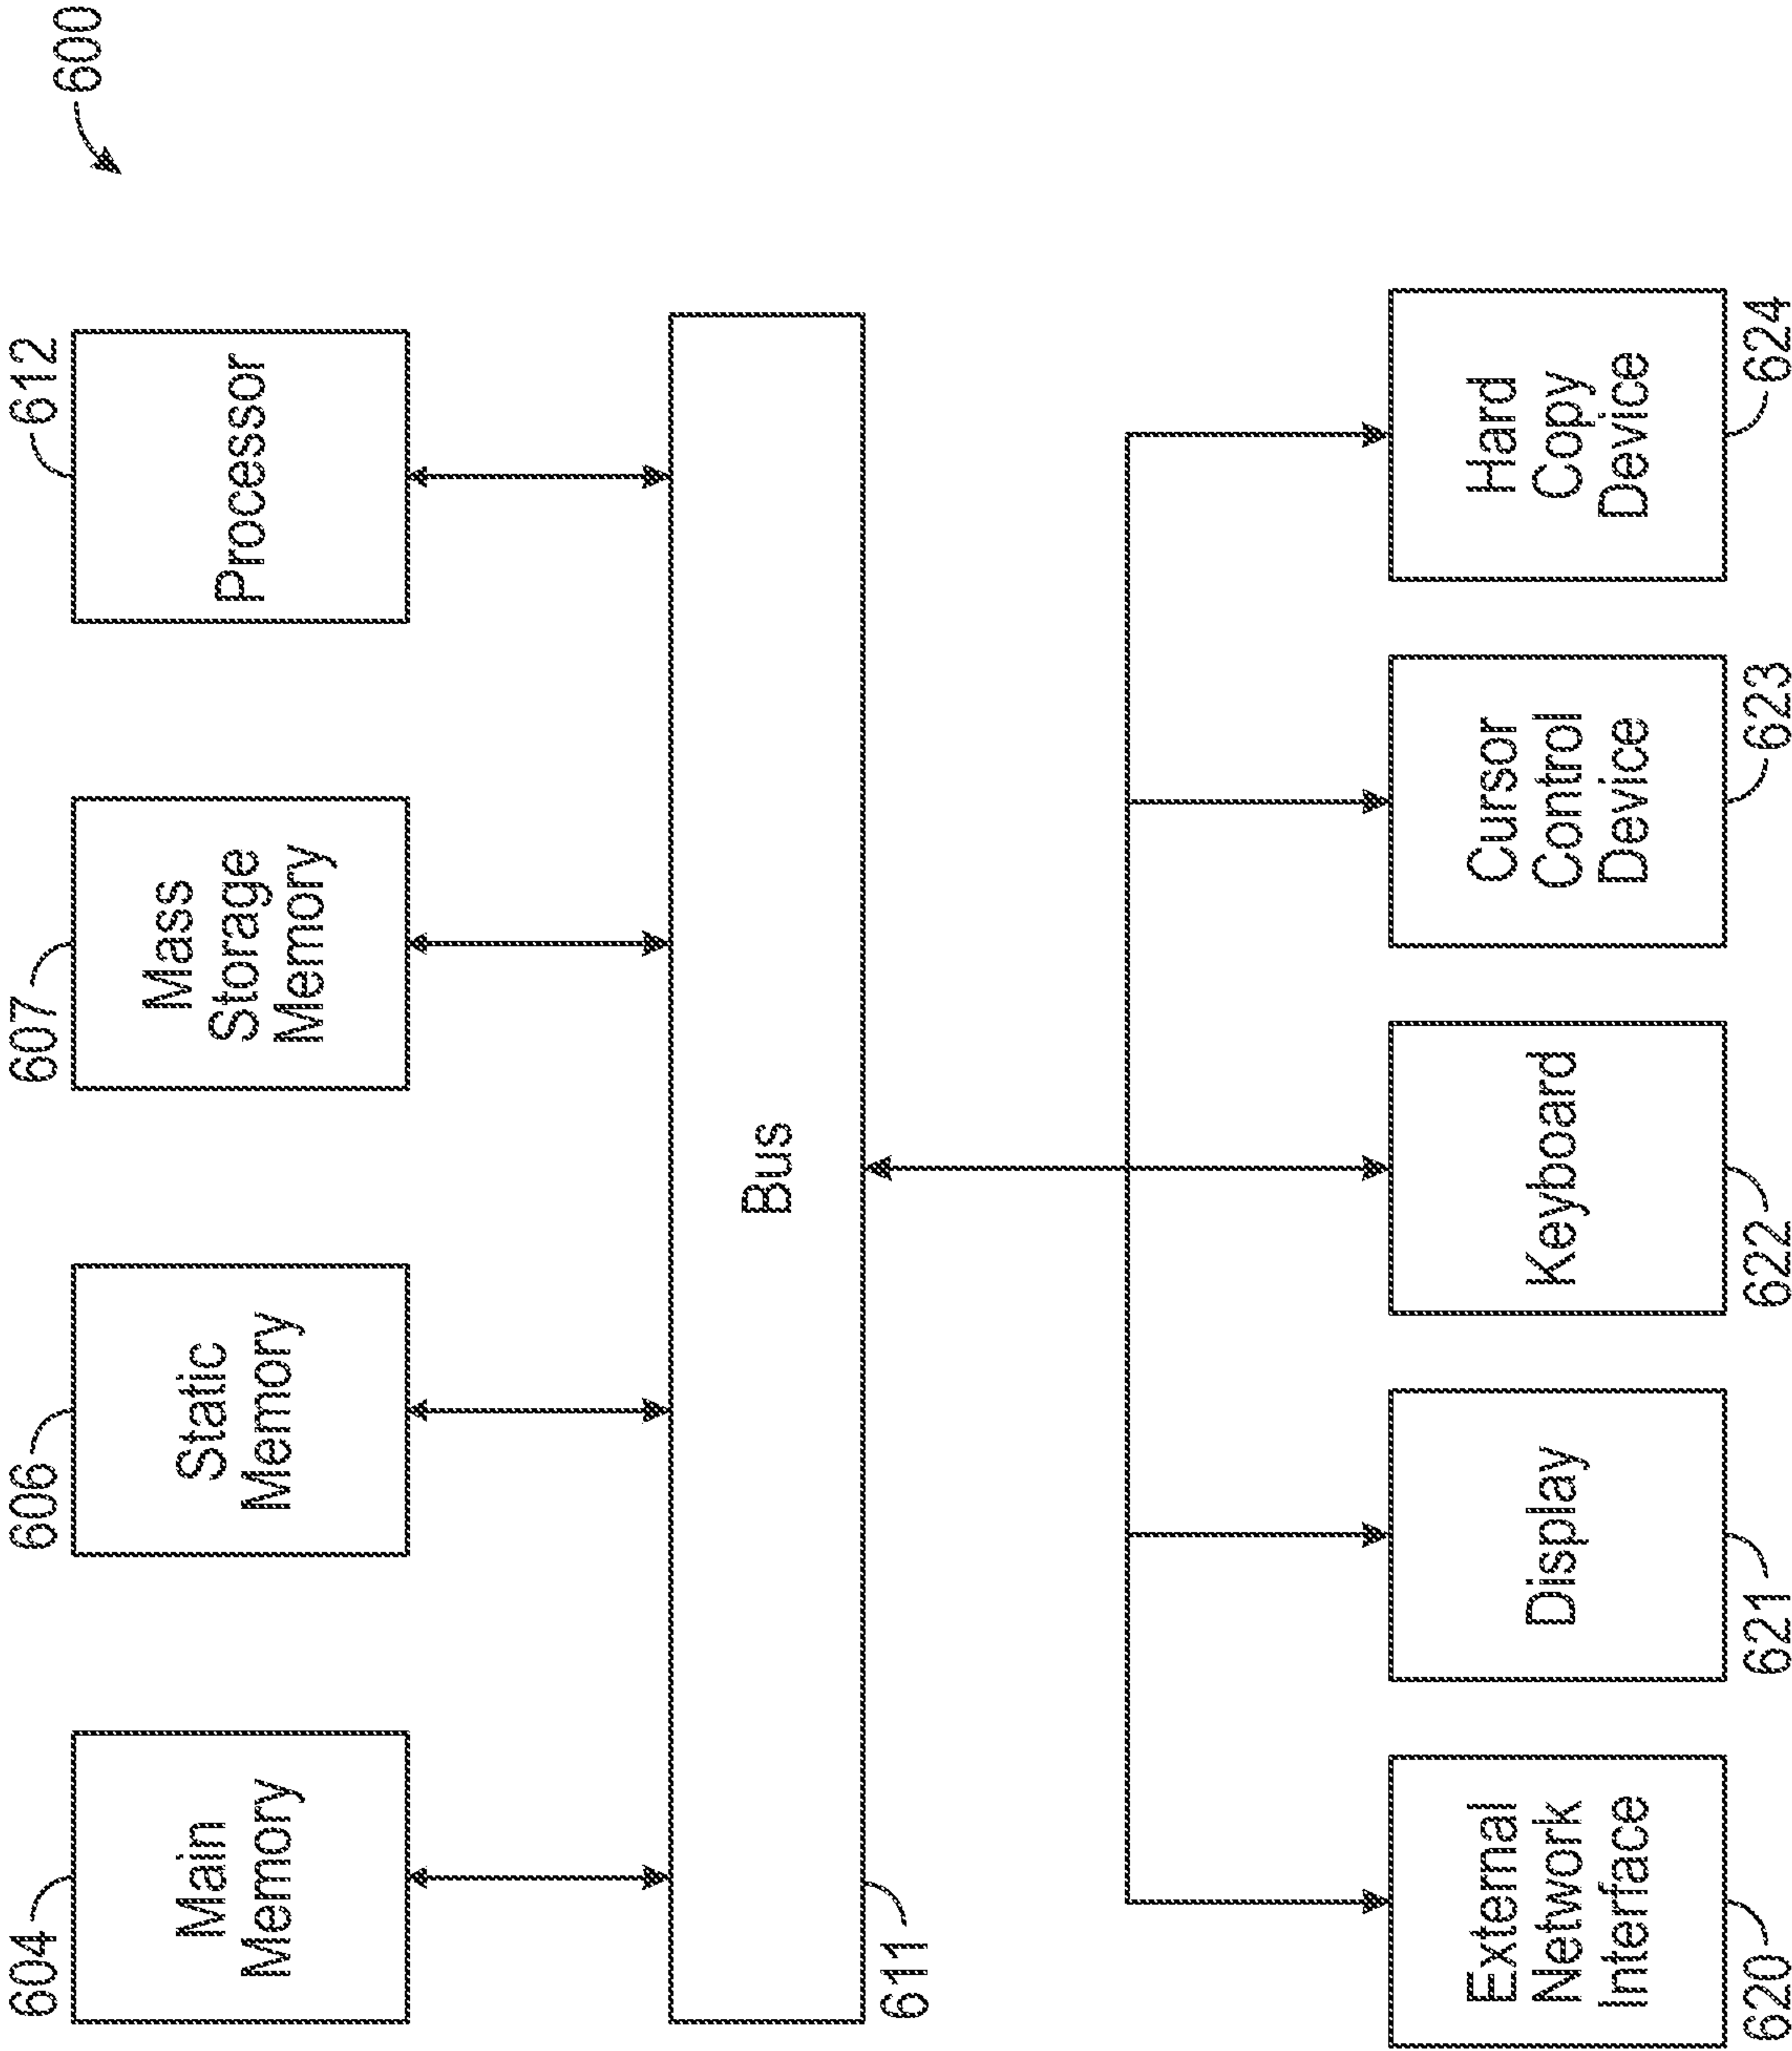 600
604
606
607
612
Main
Memory
Static
Memory
Mass
Storage
Memory
Processor
Bus
611
External
Network
Interface
Display
Keyboard
Cursor
Control
Device
Hard
Copy
Device
620
621
622
623
624